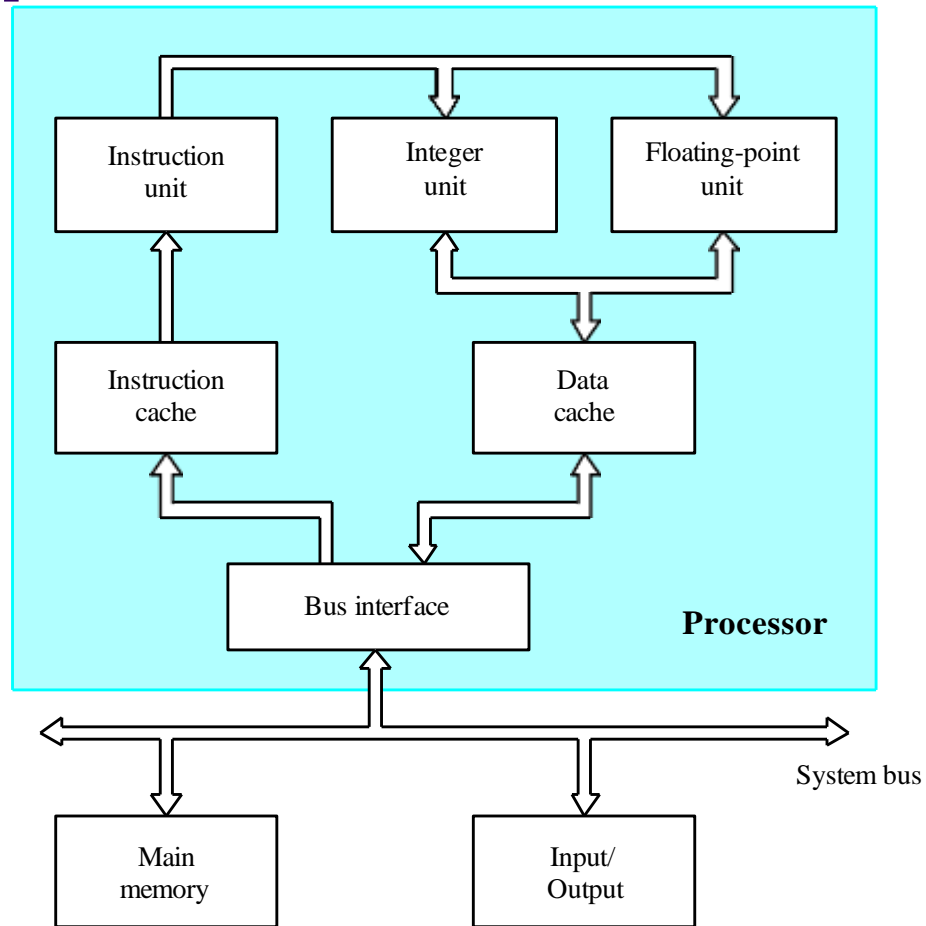 Instruction
unit
Integer
unit
Floating-point
unit
Instruction
cache
Data
cache
Bus interface
Processor
System bus
Main
memory
Input/
Output